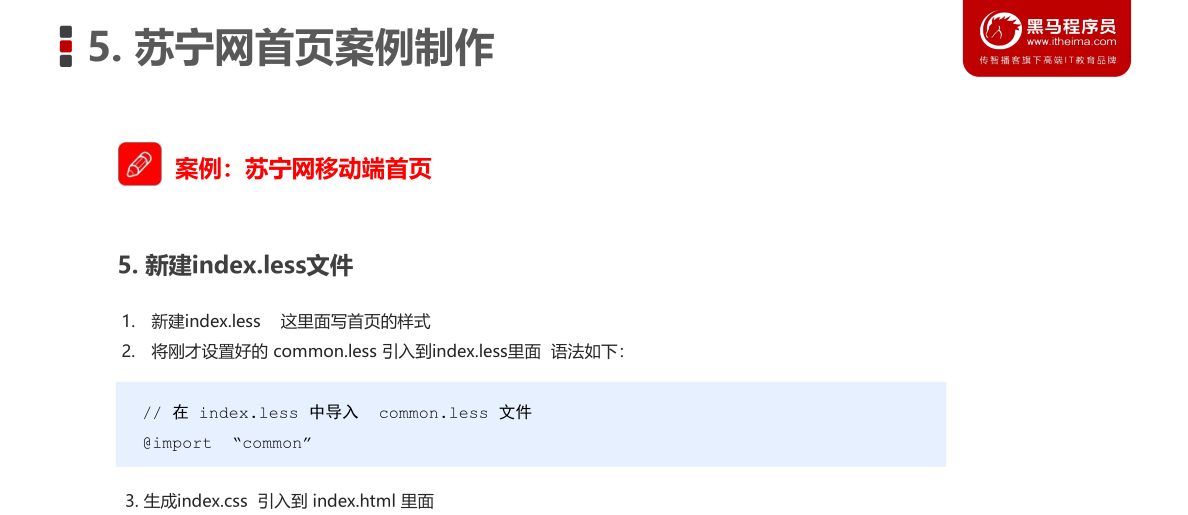 5. 苏宁网首页案例制作
黑马程序员
www.itheima.com
传智播客旗下高端IT教育品牌
案例：苏宁网移动端首页
5. 新建index.less文件
1. 新建index.less 这里面写首页的样式
2. 将刚才设置好的 common.less 引入到index.less里面 语法如下：
// 在 index.less 中导入 common.less 文件
@import “common”
3. 生成index.css 引入到 index.html 里面